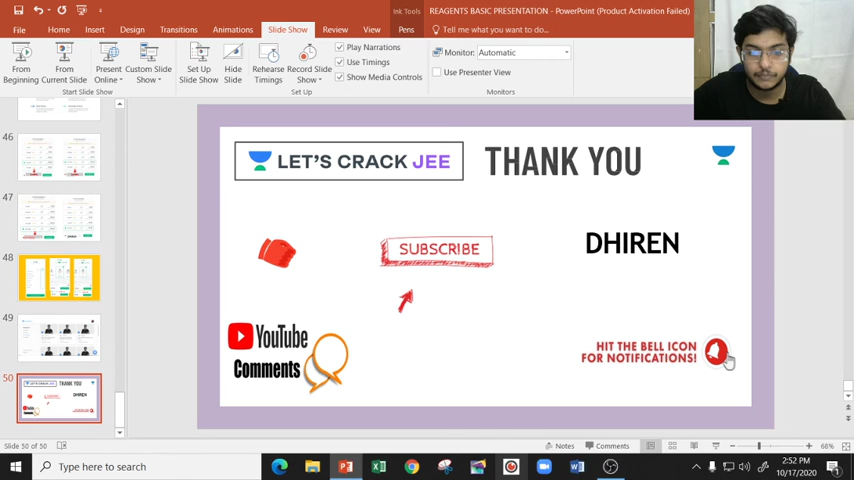 Ink Tools
REAGENTS BASIC PRESENTATION - PowerPoint (Product Activation Failed)
File Home Insert Design Transitions Animations Slide Show Review View Pens Tell me what you want to do...
From Beginning
From Current Slide
Present Online
Custom Slide Show
Start Slide Show
Set Up Slide Show
Hide Slide
Rehearse Timings
Record Slide Show
Play Narrations
Use Timings
Show Media Controls
Set Up
Monitor: Automatic
Use Presenter View
Monitors
46
47
48
49
50
LET'S CRACK JEE
THANK YOU
SUBSCRIBE
DHIREN
YouTube
Comments
HIT THE BELL ICON
FOR NOTIFICATIONS!
Slide 50 of 50
Notes
Comments
68%
Type here to search
2:52 PM
10/17/2020